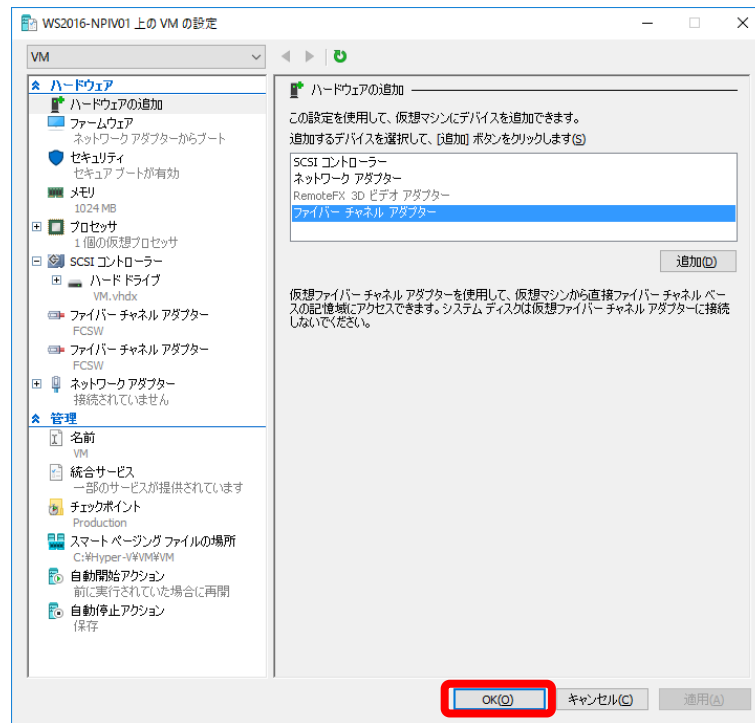 WS2016-NPIV01 上の VM の設定
VM
ハードウェア
ハードウェアの追加
ファームウェア
ネットワーク アダプターからブート
セキュリティ
セキュア ブートが有効
メモリ
1024 MB
プロセッサ
1 個の仮想プロセッサ
SCSI コントローラー
ハード ドライブ
VM.vhdx
ファイバー チャネル アダプター
FCSW
ファイバー チャネル アダプター
FCSW
ネットワーク アダプター
接続されていません
管理
名前
VM
統合サービス
一部のサービスが提供されています
チェックポイント
Production
スマート ページング ファイルの場所
C:¥Hyper-V¥VM¥VM
自動開始アクション
前に実行されていた場合に再開
自動停止アクション
保存
ハードウェアの追加
この設定を使用して、仮想マシンにデバイスを追加できます。
追加するデバイスを選択して、[追加] ボタンをクリックします(S)
SCSI コントローラー
ネットワーク アダプター
RemoteFX 3D ビデオ アダプター
ファイバー チャネル アダプター
追加(D)
仮想ファイバー チャネル アダプターを使用して、仮想マシンから直接ファイバー チャネル ベー
スの記憶域にアクセスできます。システム ディスクは仮想ファイバー チャネル アダプターに接続
しないでください。
OK(O)
キャンセル(C)
適用(A)